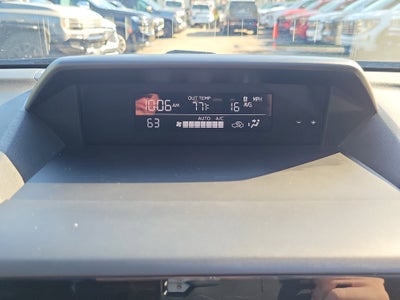 OUT TEMP MPH
10:06 AM 77°F 16 AVG.
AUTO A/C
63